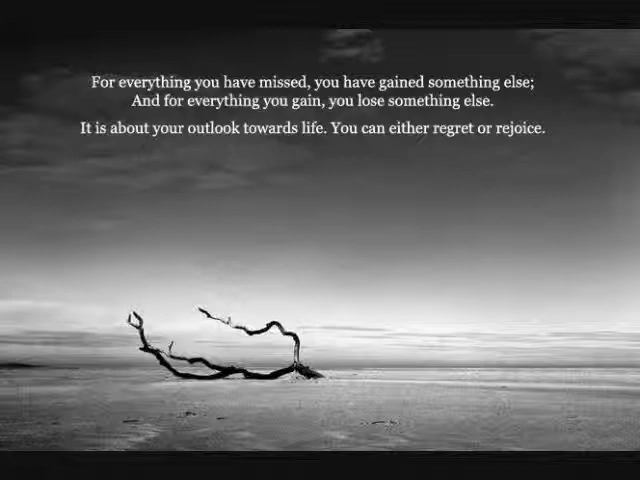 For everything you have missed, you have gained something else;
And for everything you gain, you lose something else.
It is about your outlook towards life. You can either regret or rejoice.